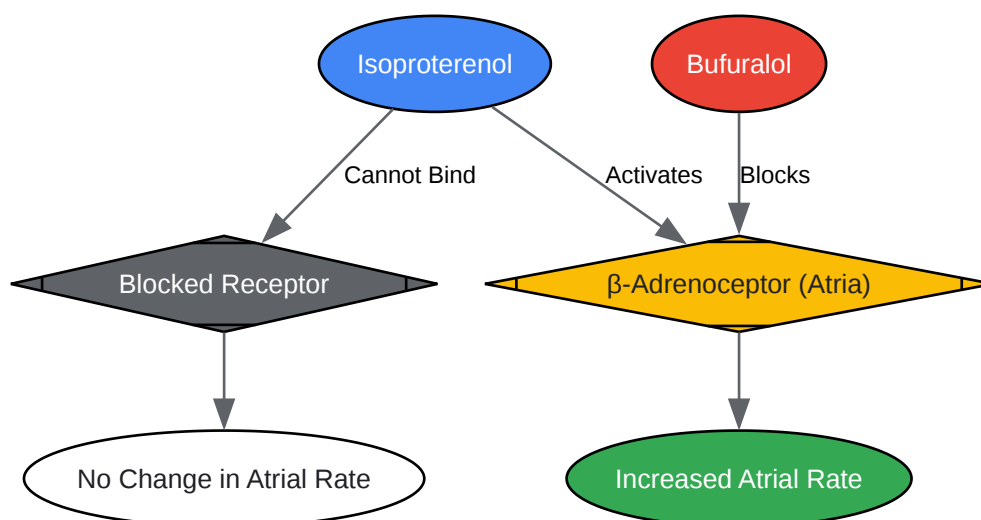 Isoproterenol
Bufuralol
Cannot Bind
Activates
Blocks
Blocked Receptor
β-Adrenoceptor (Atria)
No Change in Atrial Rate
Increased Atrial Rate